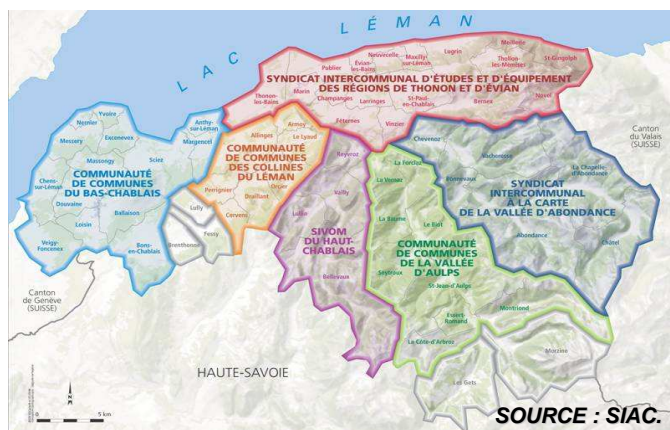 LAC LÉMAN
Meillerie
Neuvecelle
Lugrin
St-Gingolph
Publier
Évian-les-Bains
Maxilly-sur-Léman
Thollon-les-Mémises
SYNDICAT INTERCOMMUNAL D'ÉTUDES ET D'ÉQUIPEMENT
DES RÉGIONS DE THONON ET D'ÉVIAN
Thonon-les-Bains
Marin
Champanges
Larringes
St-Paul-en-Chablais
Bernex
Novel
Féternes
Vinzier
Yvoire
Nernier
Excenevex
Anthy-sur-Léman
Messery
Margencel
Massongy
Sciez
Chens-sur-Léman
COMMUNAUTÉ
DE COMMUNES
DU BAS-CHABLAIS
Douvaine
Ballaison
Loisin
Veigy-Foncenex
Bons-en-Chablais
Armoy
Allinges
Le Lyaud
COMMUNAUTÉ
DE COMMUNES
DES COLLINES
DU LÉMAN
Perrignier
Orcier
Draillant
Cervens
Lully
Fessy
Brenthonne
Reyvroz
Vailly
Lullin
SIVOM
DU HAUT-
CHABLAIS
Bellevaux
Chevenoz
Vacheresse
Bonnevaux
La Chapelle-d'Abondance
SYNDICAT
INTERCOMMUNAL
À LA CARTE
DE LA VALLÉE D'ABONDANCE
Abondance
Châtel
La Forclaz
La Vernaz
La Baume
Le Biot
COMMUNAUTÉ
DE COMMUNES
DE LA VALLÉE
D'AULPS
Seytroux
St-Jean-d'Aulps
Essert-Romand
Montriond
La Côte-d'Arbroz
Morzine
Les Gets
Canton
du Valais
(SUISSE)
Canton
de Genève
(SUISSE)
HAUTE-SAVOIE
0 5 km
SOURCE : SIAC.